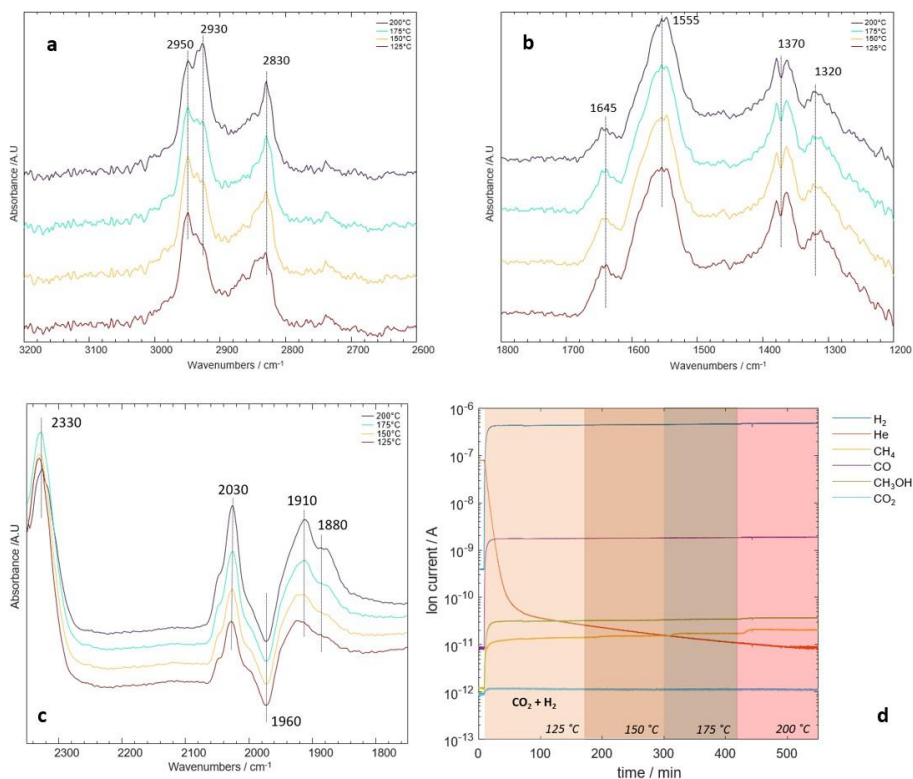 a
2950
2930
2830
200°C
175°C
150°C
125°C
Absorbance /A.U
3200
3100
3000
2900
2800
2700
2600
Wavenumbers / cm⁻¹
b
1645
1555
1370
1320
200°C
175°C
150°C
125°C
Absorbance /A.U
1800
1700
1600
1500
1400
1300
1200
Wavenumbers / cm⁻¹
2330
2030
1910
1880
1960
200°C
175°C
150°C
125°C
c
Absorbance /A.U
2300
2200
2100
2000
1900
1800
Wavenumbers / cm⁻¹
10⁻⁶
10⁻⁷
10⁻⁸
10⁻⁹
10⁻¹⁰
10⁻¹¹
10⁻¹²
10⁻¹³
Ion current / A
CO₂ + H₂
125 °C
150 °C
175 °C
200 °C
0
100
200
300
400
500
time / min
H₂
He
CH₄
CO
CH₃OH
CO₂
d